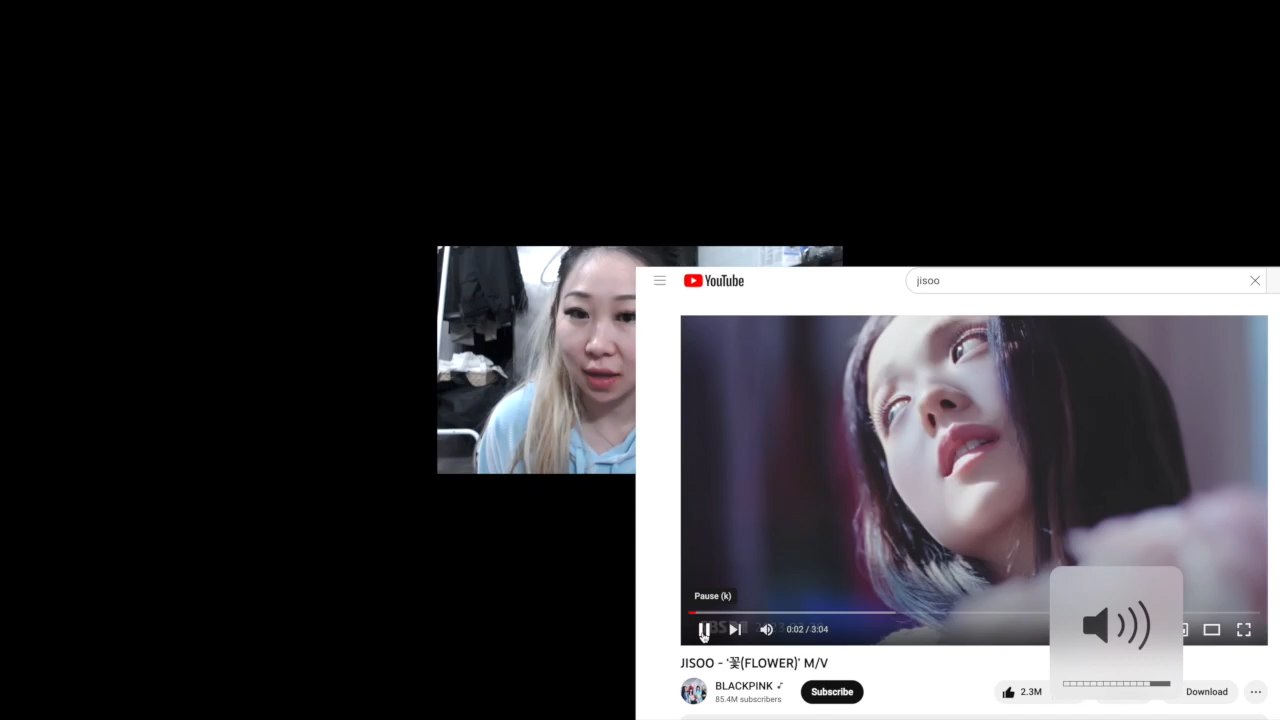 YouTube
jisoo
Pause (k)
0:02 / 3:04
JISOO - '꽃(FLOWER)' M/V
BLACKPINK
85.4M subscribers
Subscribe
2.3M
Download